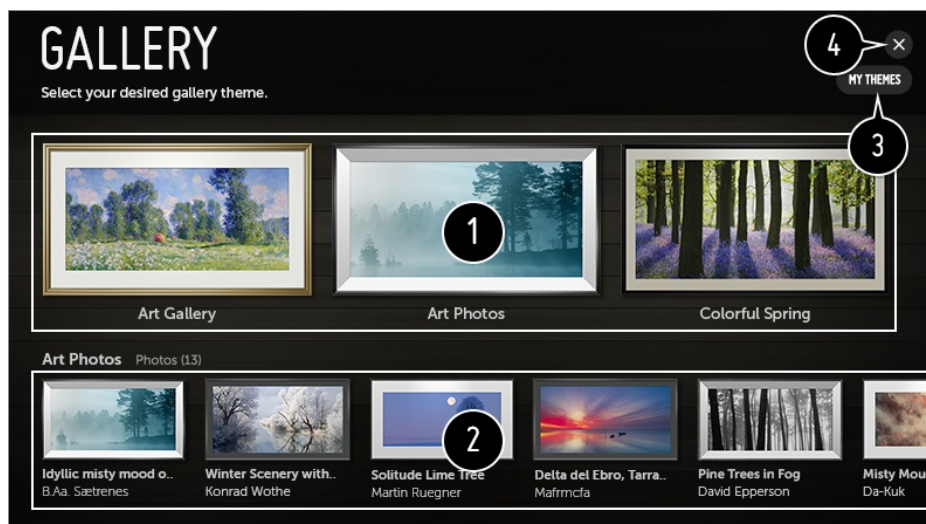 GALLERY
Select your desired gallery theme.
4
×
MY THEMES
3
1
Art Gallery
Art Photos
Colorful Spring
Art Photos Photos (13)
2
Idyllic misty mood o..
Winter Scenery with..
Solitude Lime Tree
Delta del Ebro, Tarra..
Pine Trees in Fog
Misty Mou
B.Aa. Sætrenes
Konrad Wothe
Martin Ruegner
Mafrmcfa
David Epperson
Da-Kuk